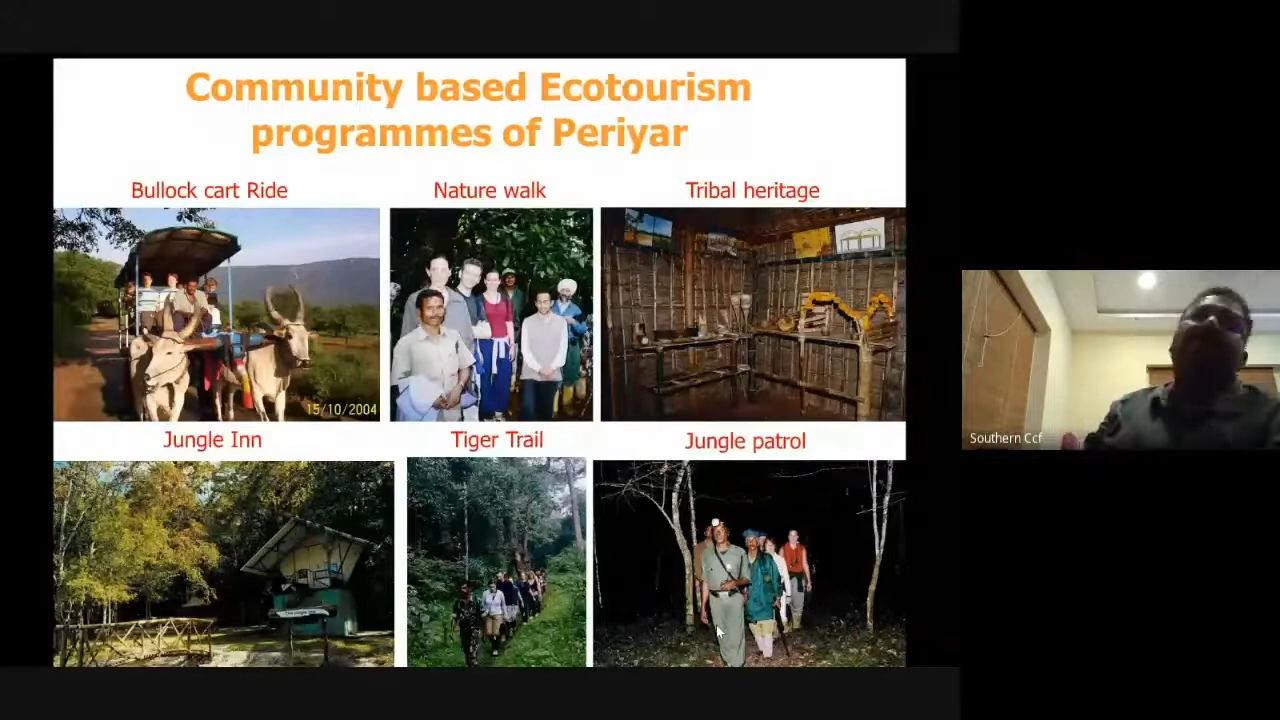 Community based Ecotourism
programmes of Periyar
Bullock cart Ride
Nature walk
Tribal heritage
15/10/2004
Jungle Inn
Tiger Trail
Jungle patrol
Southern Ccf